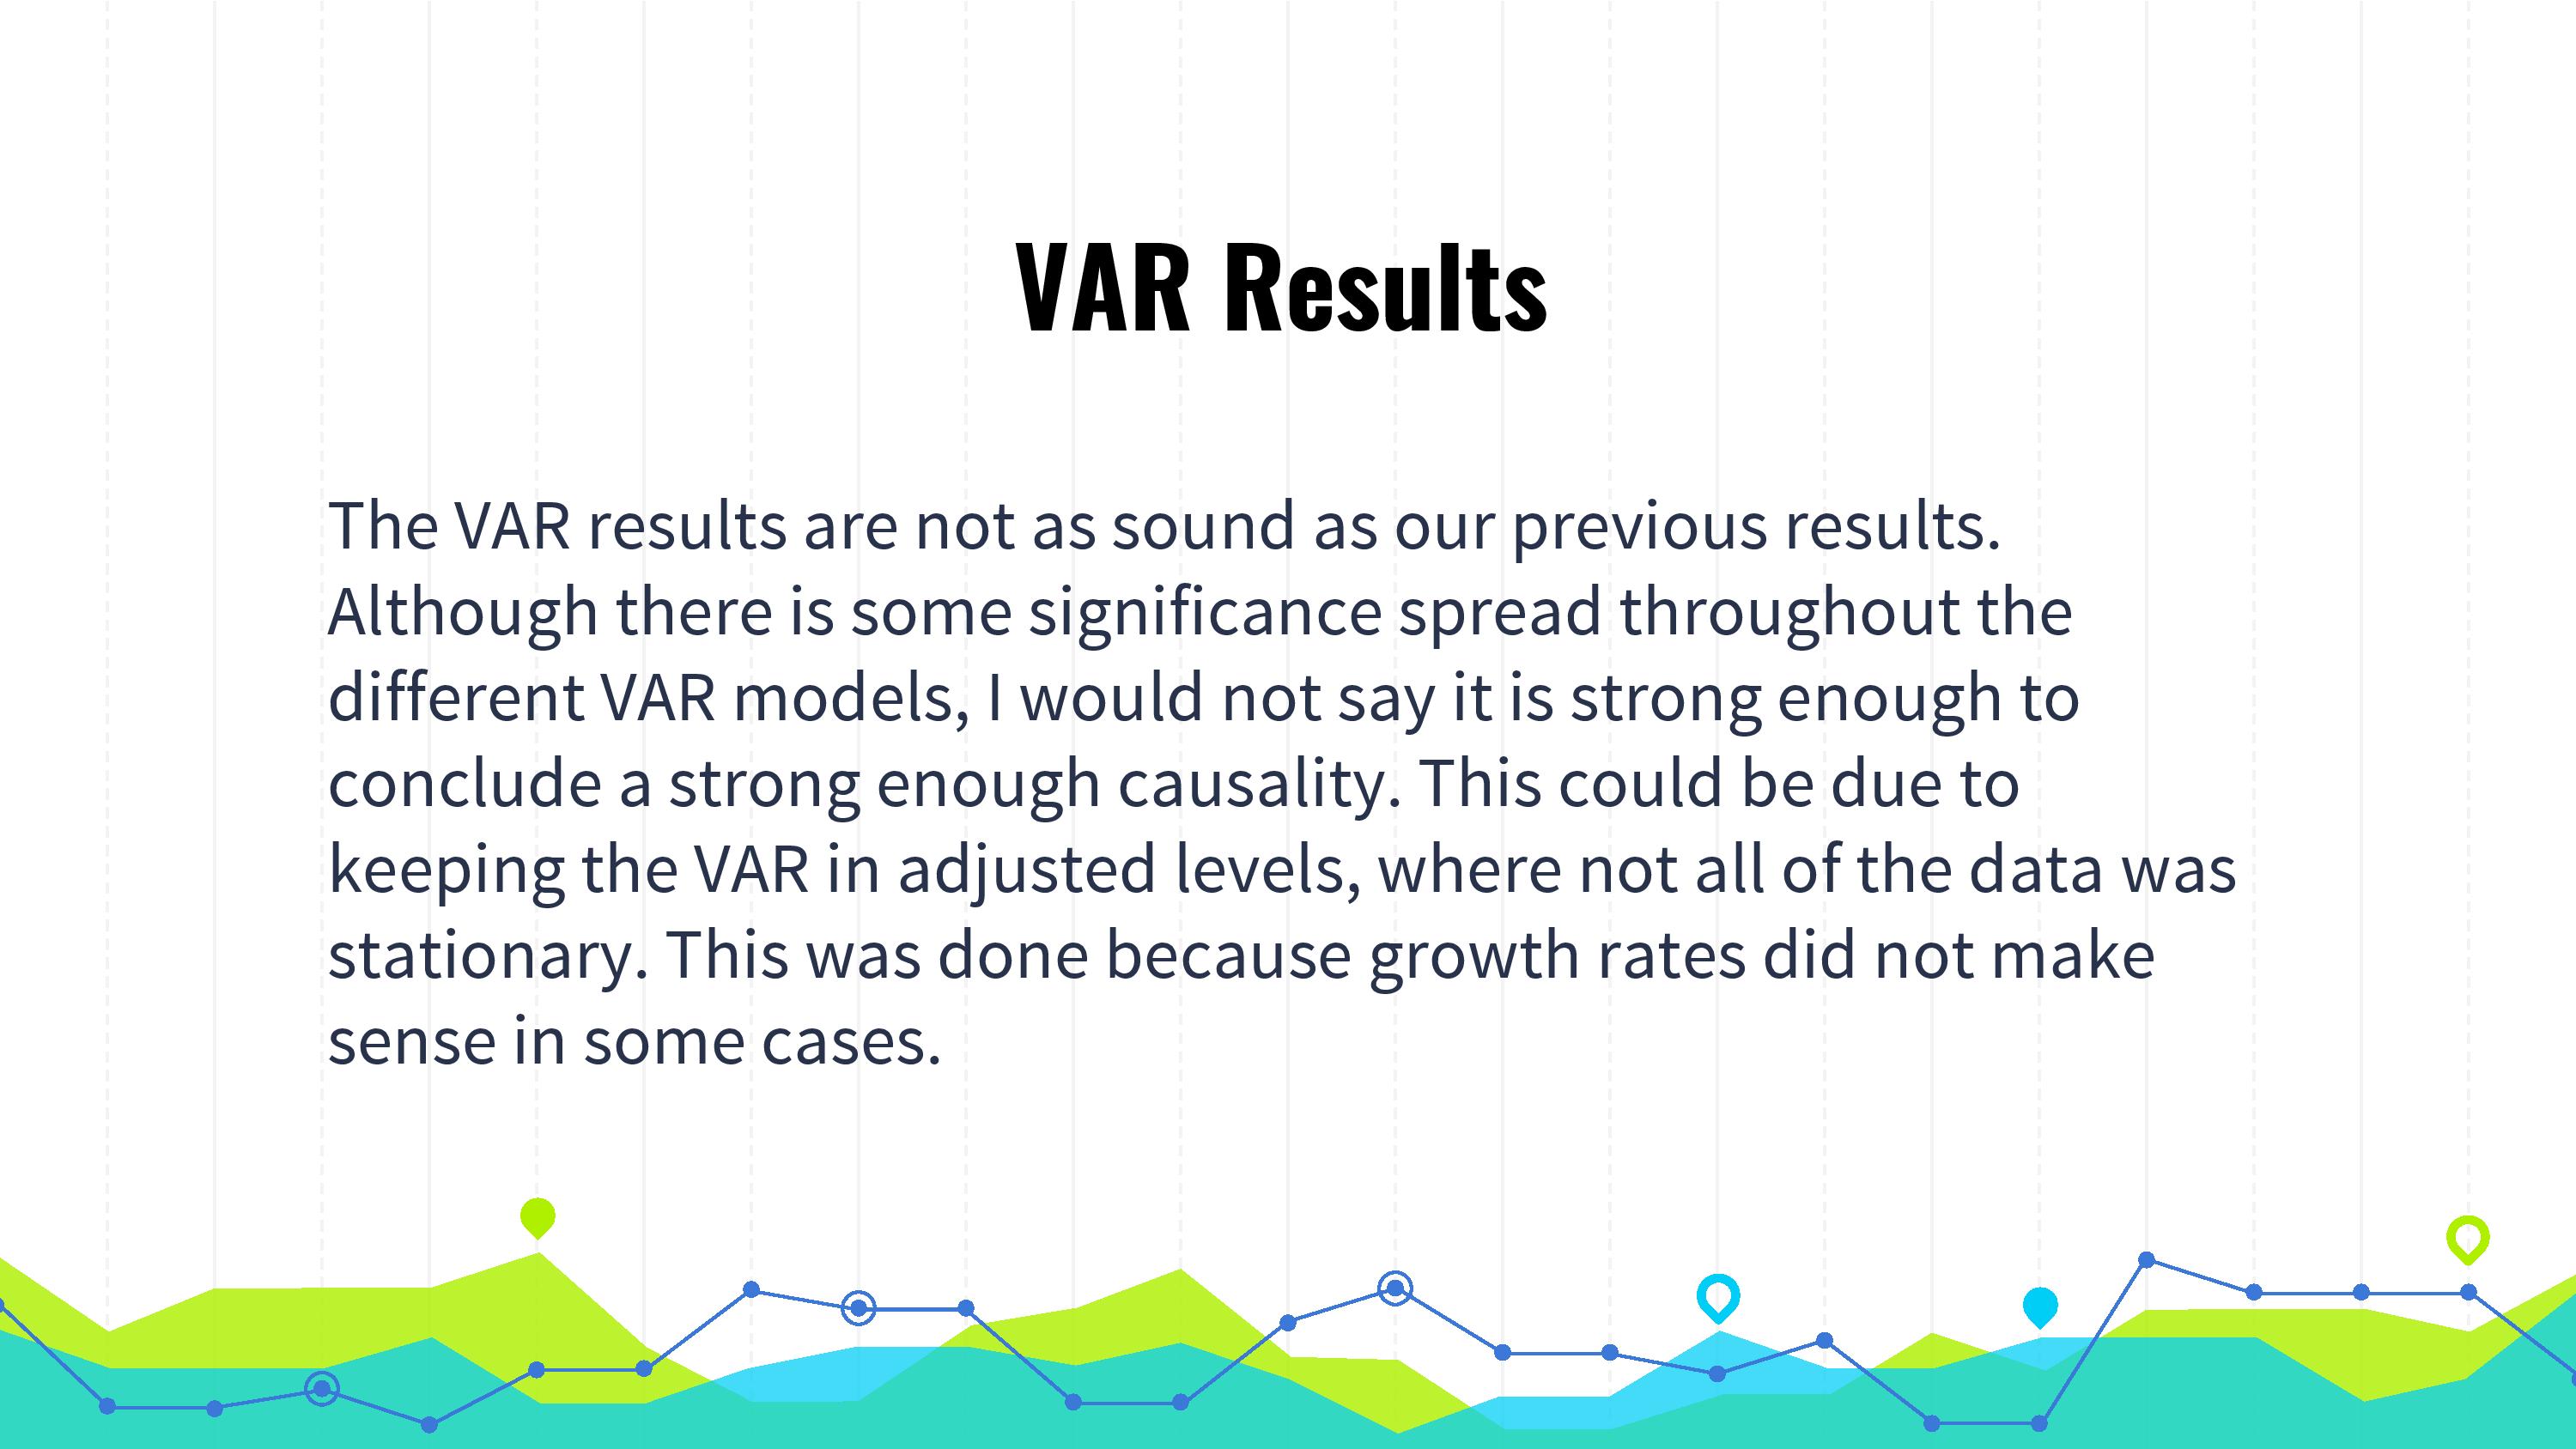 VAR Results
The VAR results are not as sound as our previous results.
Although there is some significance spread throughout the
different VAR models, I would not say it is strong enough to
conclude a strong enough causality. This could be due to
keeping the VAR in adjusted levels, where not all of the data was
stationary. This was done because growth rates did not make
sense in some cases.